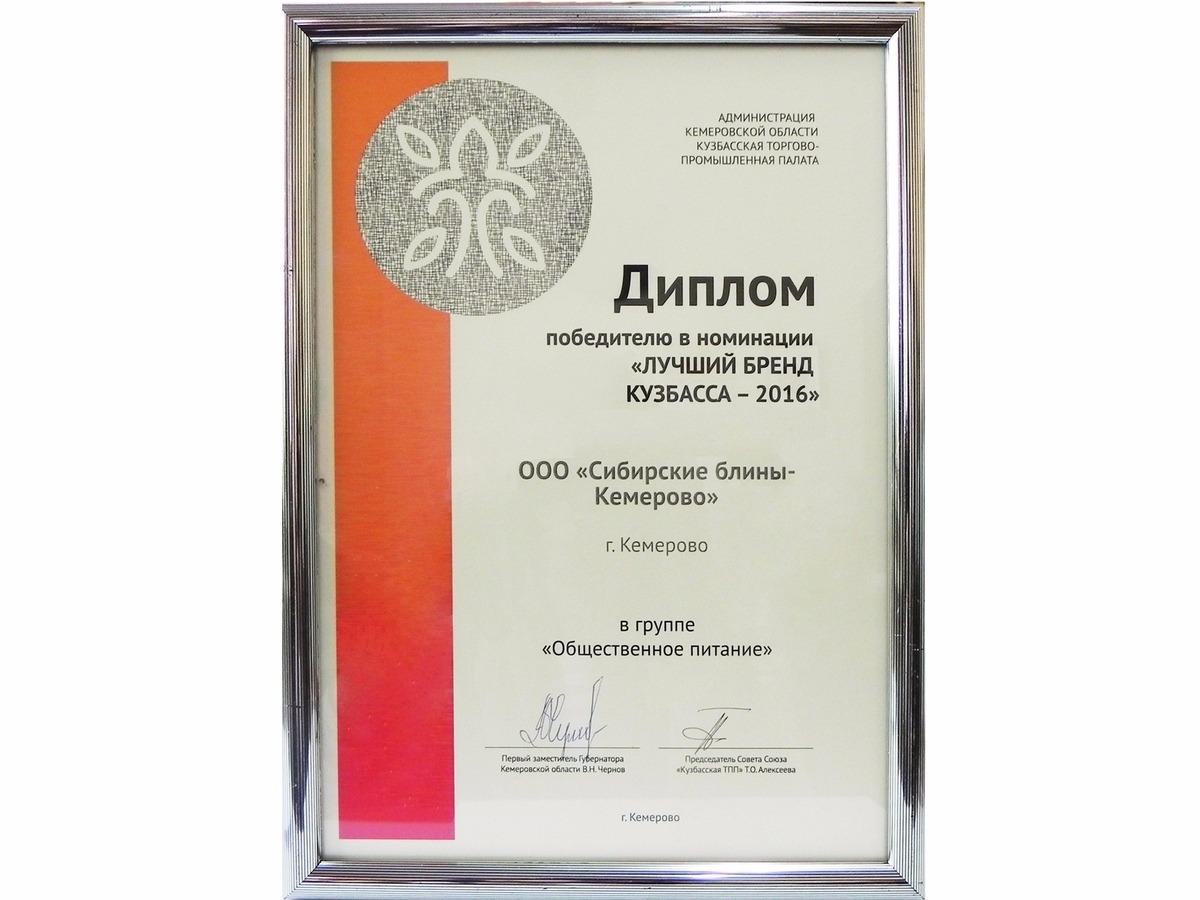 АДМИНИСТРАЦИЯ
КЕМЕРОВСКОЙ ОБЛАСТИ
КУЗБАССКАЯ ТОРГОВО-
ПРОМЫШЛЕННАЯ ПАЛАТА
Диплом
победителю в номинации
«ЛУЧШИЙ БРЕНД
КУЗБАССА – 2016»
ООО «Сибирские блины-
Кемерово»
г. Кемерово
в группе
«Общественное питание»
Первый заместитель Губернатора
Кемеровской области В.Н. Чернов
Председатель Совета Союза
«Кузбасская ТПП» Т.О. Алексеева
г. Кемерово